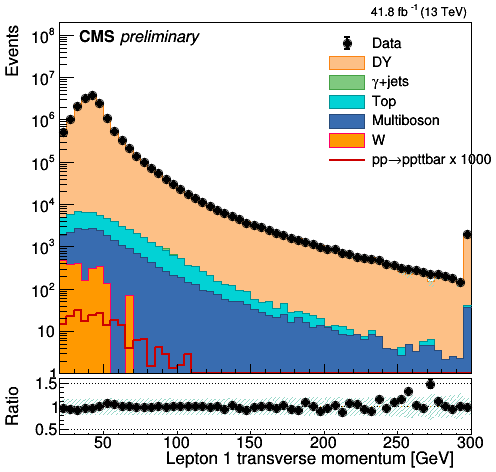 41.8 fb⁻¹ (13 TeV)
CMS preliminary
Events
10⁸
10⁷
10⁶
10⁵
10⁴
10³
10²
10
1
Data
DY
γ+jets
Top
Multiboson
W
pp→ppttbar x 1000
Ratio
1.5
1
0.5
50 100 150 200 250 300
Lepton 1 transverse momentum [GeV]